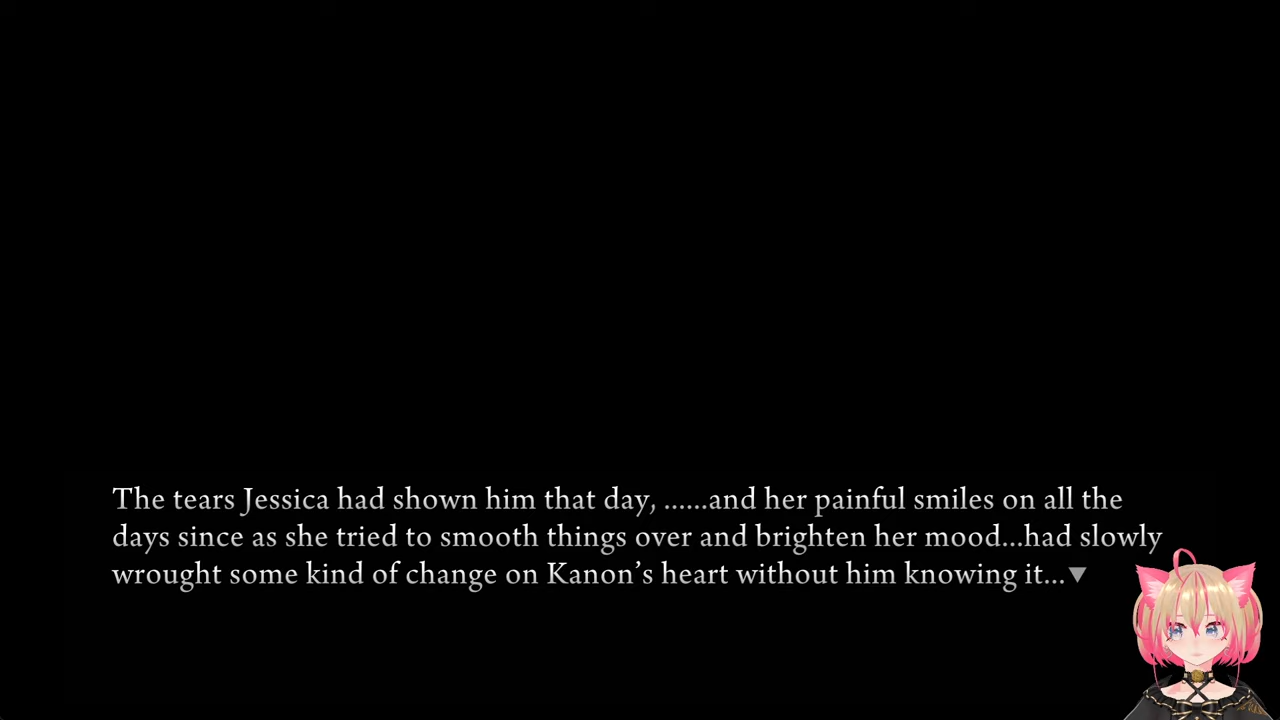 The tears Jessica had shown him that day, ......and her painful smiles on all the
days since as she tried to smooth things over and brighten her mood...had slowly
wrought some kind of change on Kanon’s heart without him knowing it...▼